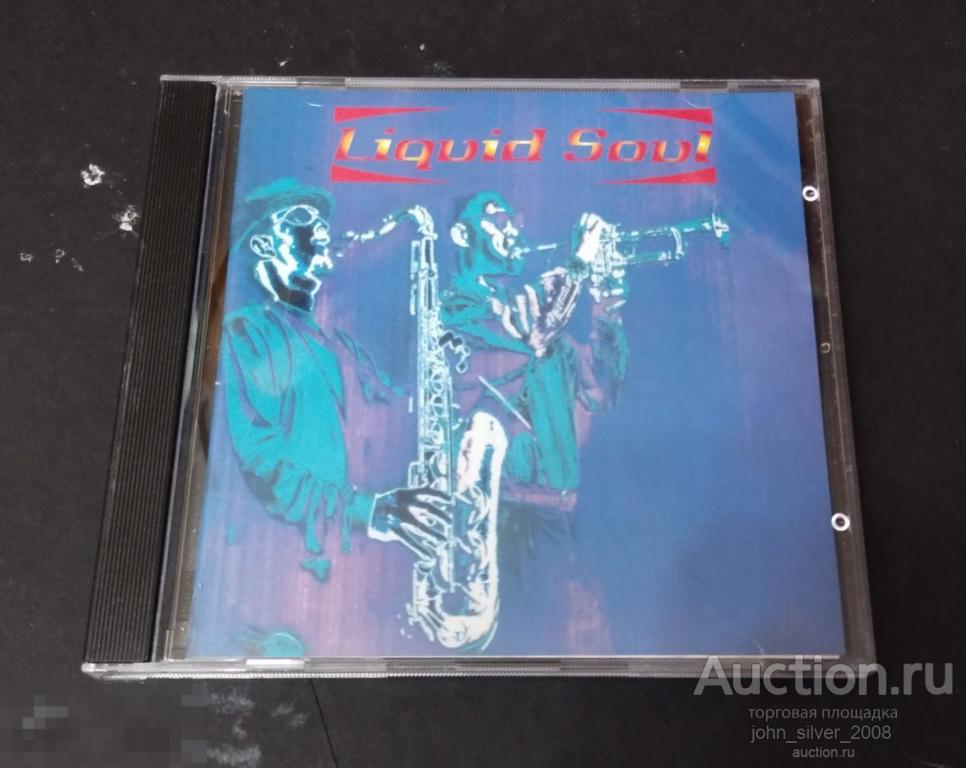 Liquid Soul
Auction.ru
торговая площадка
john_silver_2008
auction.ru